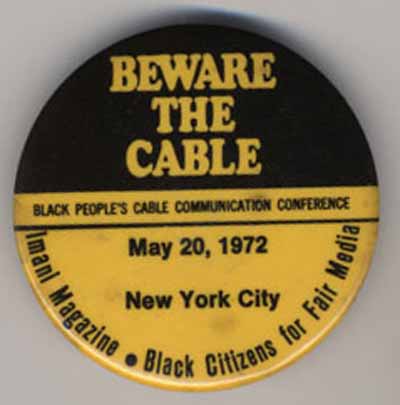 BEWARE
THE
CABLE
BLACK PEOPLE'S CABLE COMMUNICATION CONFERENCE
May 20, 1972
New York City
Imani Magazine • Black Citizens for Fair Media